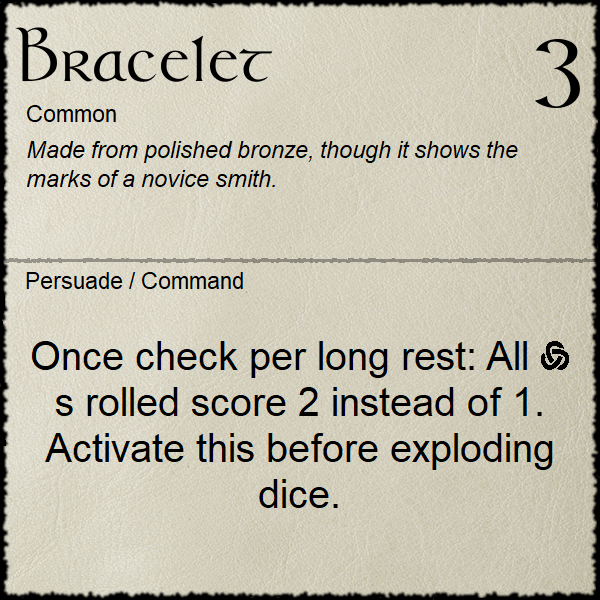 Bracelet
3
Common
Made from polished bronze, though it shows the
marks of a novice smith.
Persuade / Command
Once check per long rest: All
s rolled score 2 instead of 1.
Activate this before exploding
dice.